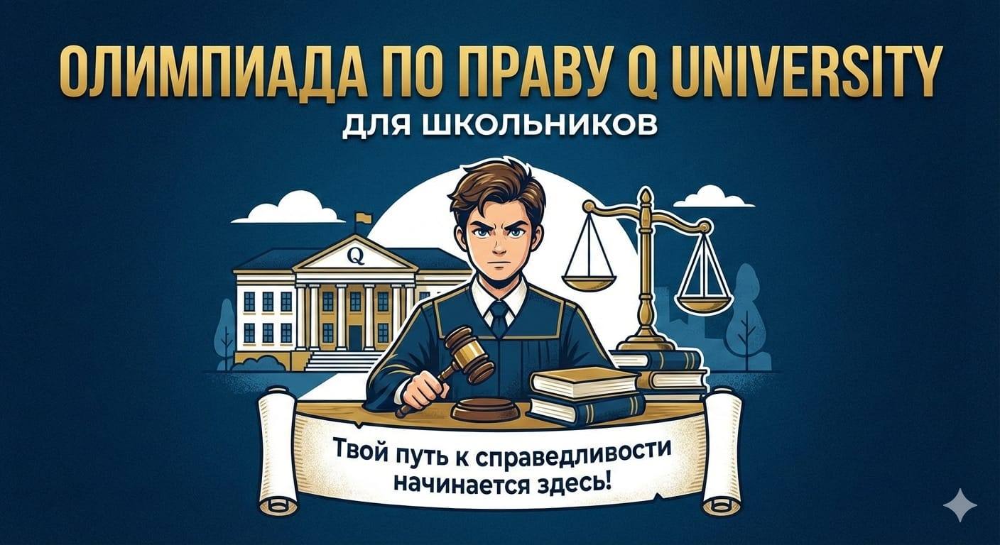 ОЛИМПИАДА ПО ПРАВУ Q UNIVERSITY
для школьников
Q
Твой путь к справедливости
начинается здесь!